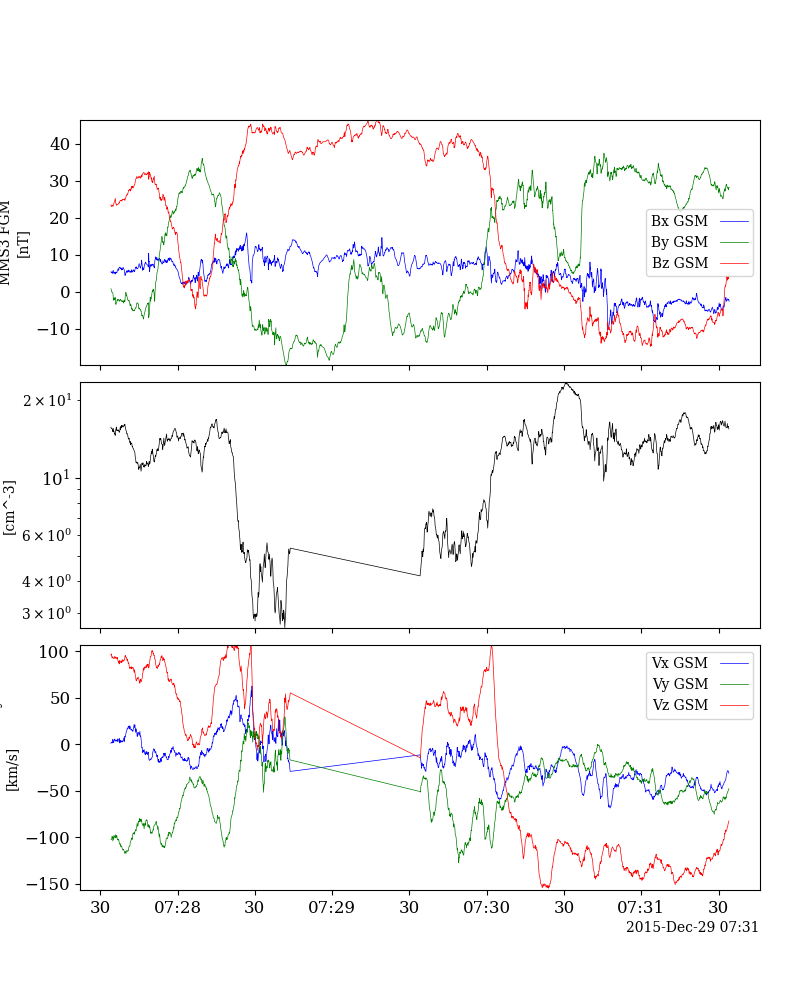 40
30
20
10
0
−10
MMS3 FGM
[nT]
Bx GSM
By GSM
Bz GSM
2 × 10¹
10¹
6 × 10⁰
4 × 10⁰
3 × 10⁰
[cm^-3]
100
50
0
−50
−100
−150
[km/s]
Vx GSM
Vy GSM
Vz GSM
30 07:28 30 07:29 30 07:30 30 07:31 30
2015-Dec-29 07:31